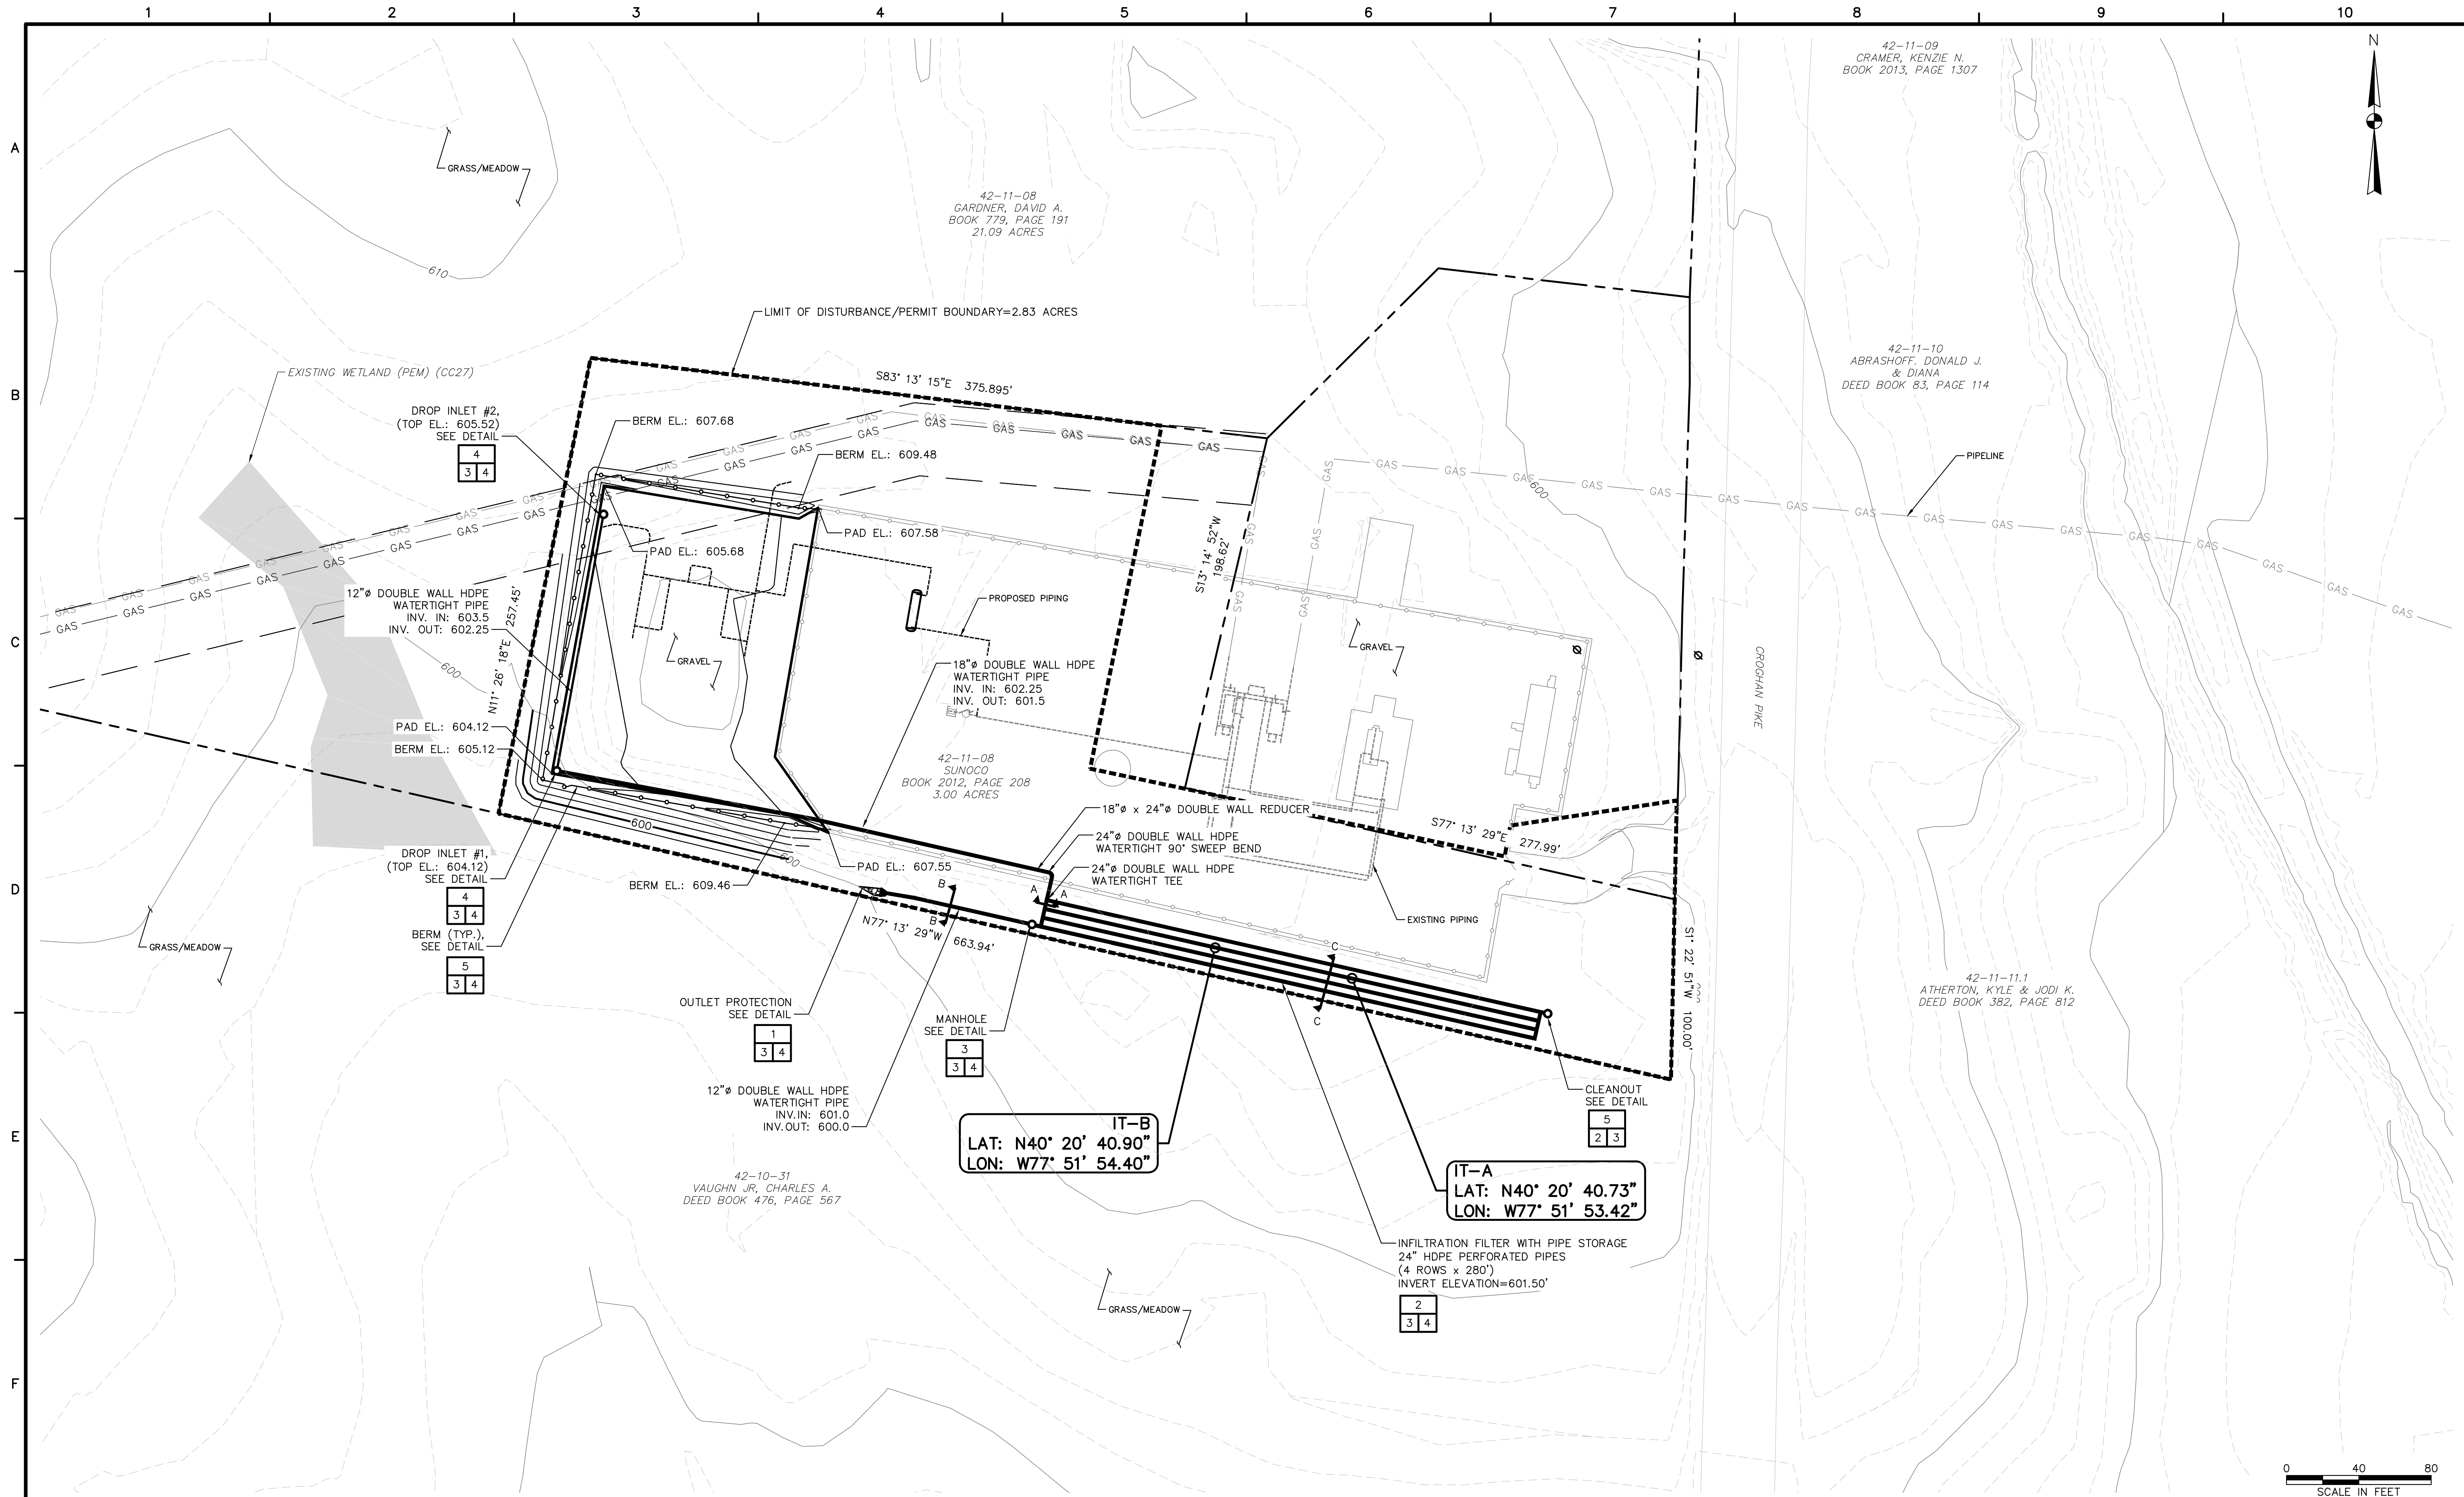 1 2 3 4 5 6 7 8 9 10
A
B
C
D
E
F
N
42-11-09
CRAMER, KENZIE N.
BOOK 2013, PAGE 1307
GRASS/MEADOW
42-11-08
GARDNER, DAVID A.
BOOK 779, PAGE 191
21.09 ACRES
610
LIMIT OF DISTURBANCE/PERMIT BOUNDARY=2.83 ACRES
42-11-10
ABRASHOFF. DONALD J.
& DIANA
DEED BOOK 83, PAGE 114
EXISTING WETLAND (PEM) (CC27)
S83° 13' 15"E 375.895'
DROP INLET #2,
(TOP EL.: 605.52)
SEE DETAIL
4
3 4
BERM EL.: 607.68
BERM EL.: 609.48
PIPELINE
GAS GAS GAS GAS GAS GAS GAS GAS
600
PAD EL.: 607.58
PAD EL.: 605.68
S13° 14' 52"W
198.62'
12"ø DOUBLE WALL HDPE
WATERTIGHT PIPE
INV. IN: 603.5
INV. OUT: 602.25
N11° 26' 18"E 257.45'
PROPOSED PIPING
GRAVEL
GRAVEL
600
18"ø DOUBLE WALL HDPE
WATERTIGHT PIPE
INV. IN: 602.25
INV. OUT: 601.5
CROGHAN PIKE
PAD EL.: 604.12
BERM EL.: 605.12
42-11-08
SUNOCO
BOOK 2012, PAGE 208
3.00 ACRES
18"ø x 24"ø DOUBLE WALL REDUCER
600
600
24"ø DOUBLE WALL HDPE
WATERTIGHT 90° SWEEP BEND
S77° 13' 29"E 277.99'
DROP INLET #1,
(TOP EL.: 604.12)
SEE DETAIL
4
3 4
PAD EL.: 607.55
24"ø DOUBLE WALL HDPE
WATERTIGHT TEE
BERM EL.: 609.46
B
B
A
A
EXISTING PIPING
N77° 13' 29"W 663.94'
BERM (TYP.),
SEE DETAIL
5
3 4
GRASS/MEADOW
C
C
S1° 22' 51"W 100.00'
600
42-11-11.1
ATHERTON, KYLE & JODI K.
DEED BOOK 382, PAGE 812
OUTLET PROTECTION
SEE DETAIL
1
3 4
MANHOLE
SEE DETAIL
3
3 4
12"ø DOUBLE WALL HDPE
WATERTIGHT PIPE
INV.IN: 601.0
INV.OUT: 600.0
CLEANOUT
SEE DETAIL
5
2 3
IT-B
LAT: N40° 20' 40.90"
LON: W77° 51' 54.40"
IT-A
LAT: N40° 20' 40.73"
LON: W77° 51' 53.42"
42-10-31
VAUGHN JR, CHARLES A.
DEED BOOK 476, PAGE 567
INFILTRATION FILTER WITH PIPE STORAGE
24" HDPE PERFORATED PIPES
(4 ROWS x 280')
INVERT ELEVATION=601.50'
2
3 4
GRASS/MEADOW
0 40 80
SCALE IN FEET